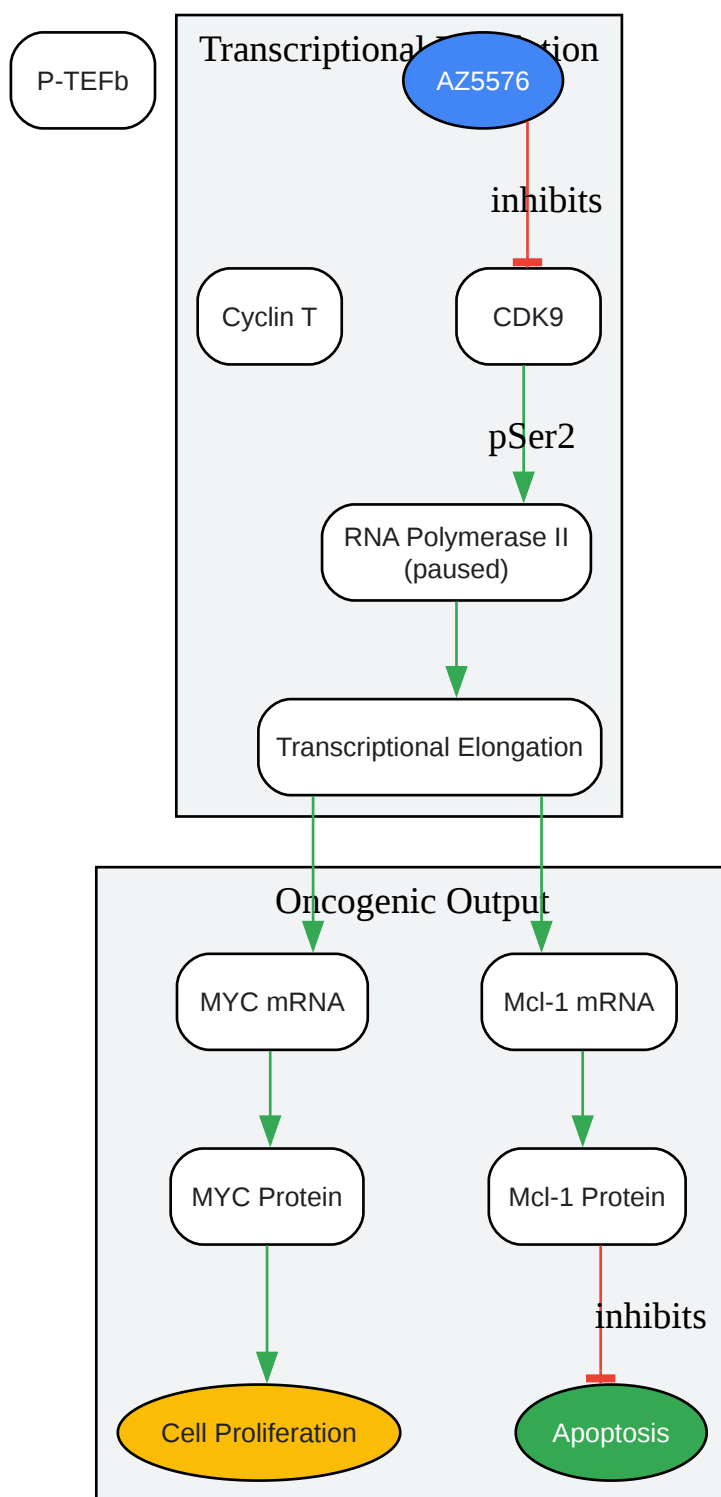 P-TEFb
Transcriptional
AZ5576
inhibits
Cyclin T
CDK9
pSer2
RNA Polymerase II
(paused)
Transcriptional Elongation
Oncogenic Output
MYC mRNA
Mcl-1 mRNA
MYC Protein
Mcl-1 Protein
inhibits
Cell Proliferation
Apoptosis